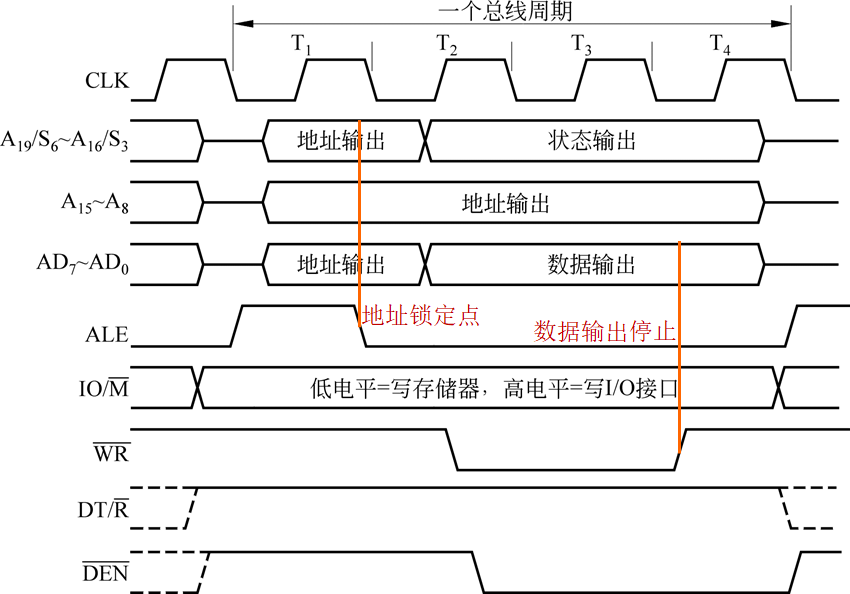 一个总线周期
T1 T2 T3 T4
CLK
A19/S6~A16/S3 地址输出 状态输出
A15~A8 地址输出
AD7~AD0 地址输出 数据输出
ALE 地址锁定点 数据输出停止
IO/M̅ 低电平=写存储器，高电平=写I/O接口
W̅R̅
DT/R̅
D̅E̅N̅